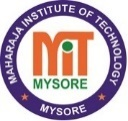 MAHARAJA INSTITUTE OF TECHNOLOGY
MiT
MYSORE
MYSORE